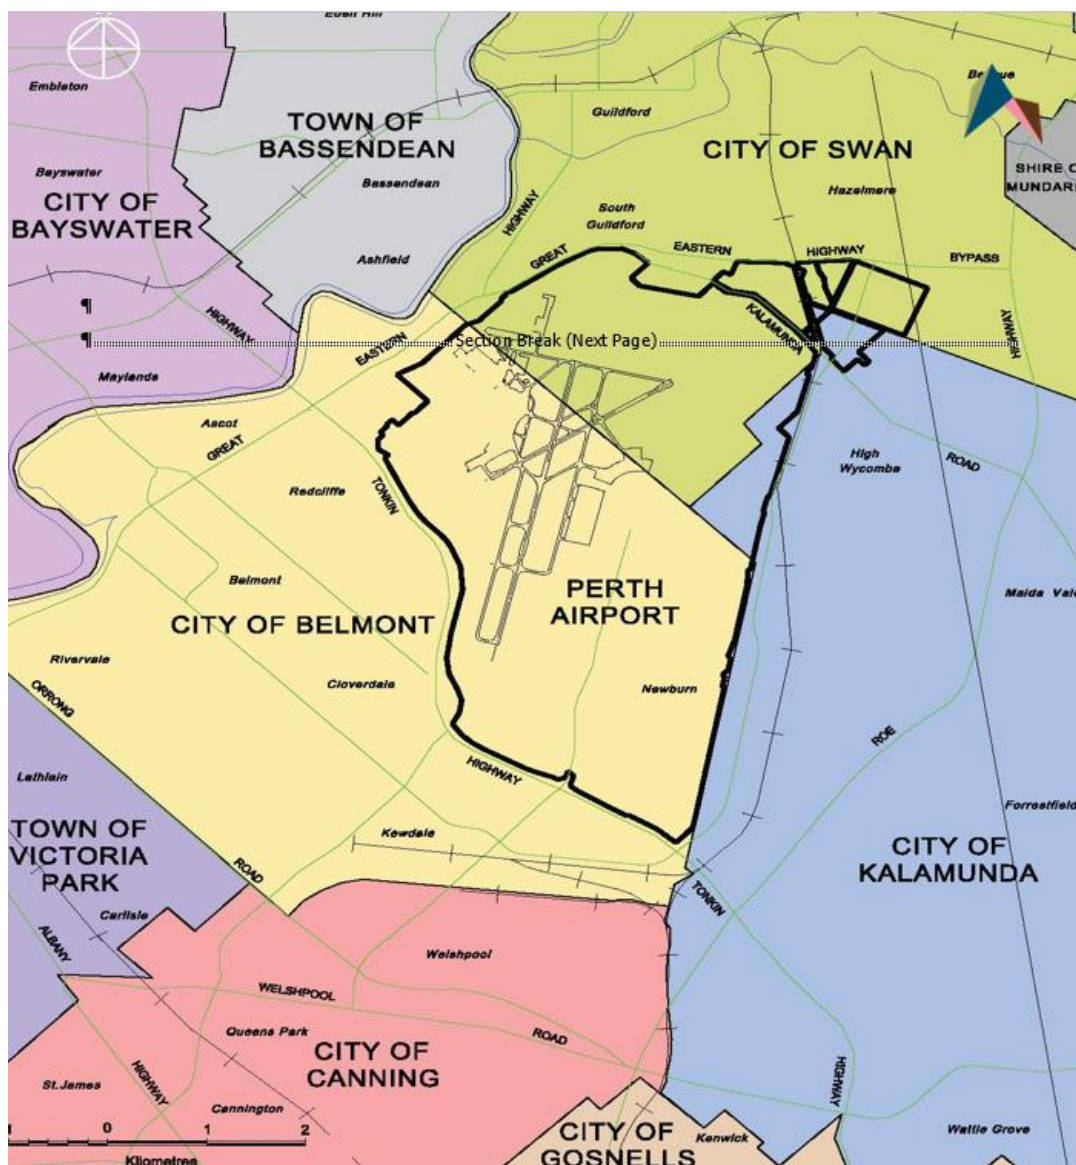 Eden Hill
Embleton
Guildford
TOWN OF
BASSENDEAN
CITY OF SWAN
Bayswater
Bassendean
Hazelmere
SHIRE O
MUNDAR
CITY OF
BAYSWATER
HIGHWAY
South
Guildford
Ashfield
GREAT
EASTERN
HIGHWAY
BYPASS
¶
HIGHWAY
KALAMUNDA
HIGHWAY
¶
Section Break (Next Page)
EASTERN
Maylands
Ascot
GREAT
High
Wycombe
ROAD
Redcliffe
TONKIN
Belmont
PERTH
AIRPORT
Maida Vale
CITY OF BELMONT
Rivervale
Cloverdale
Newburn
ORRONG
ROE
HIGHWAY
Lathlain
Forrestfield
TOWN OF
VICTORIA
PARK
Kewdale
CITY OF
KALAMUNDA
ROAD
TONKIN
Carlisle
ALBANY
Welshpool
WELSHPOOL
ROAD
Queens Park
CITY OF
CANNING
St.James
HIGHWAY
HIGHWAY
Cannington
0 1 2
Kilometres
CITY OF
GOSNELLS
Kenwick
Wattle Grove